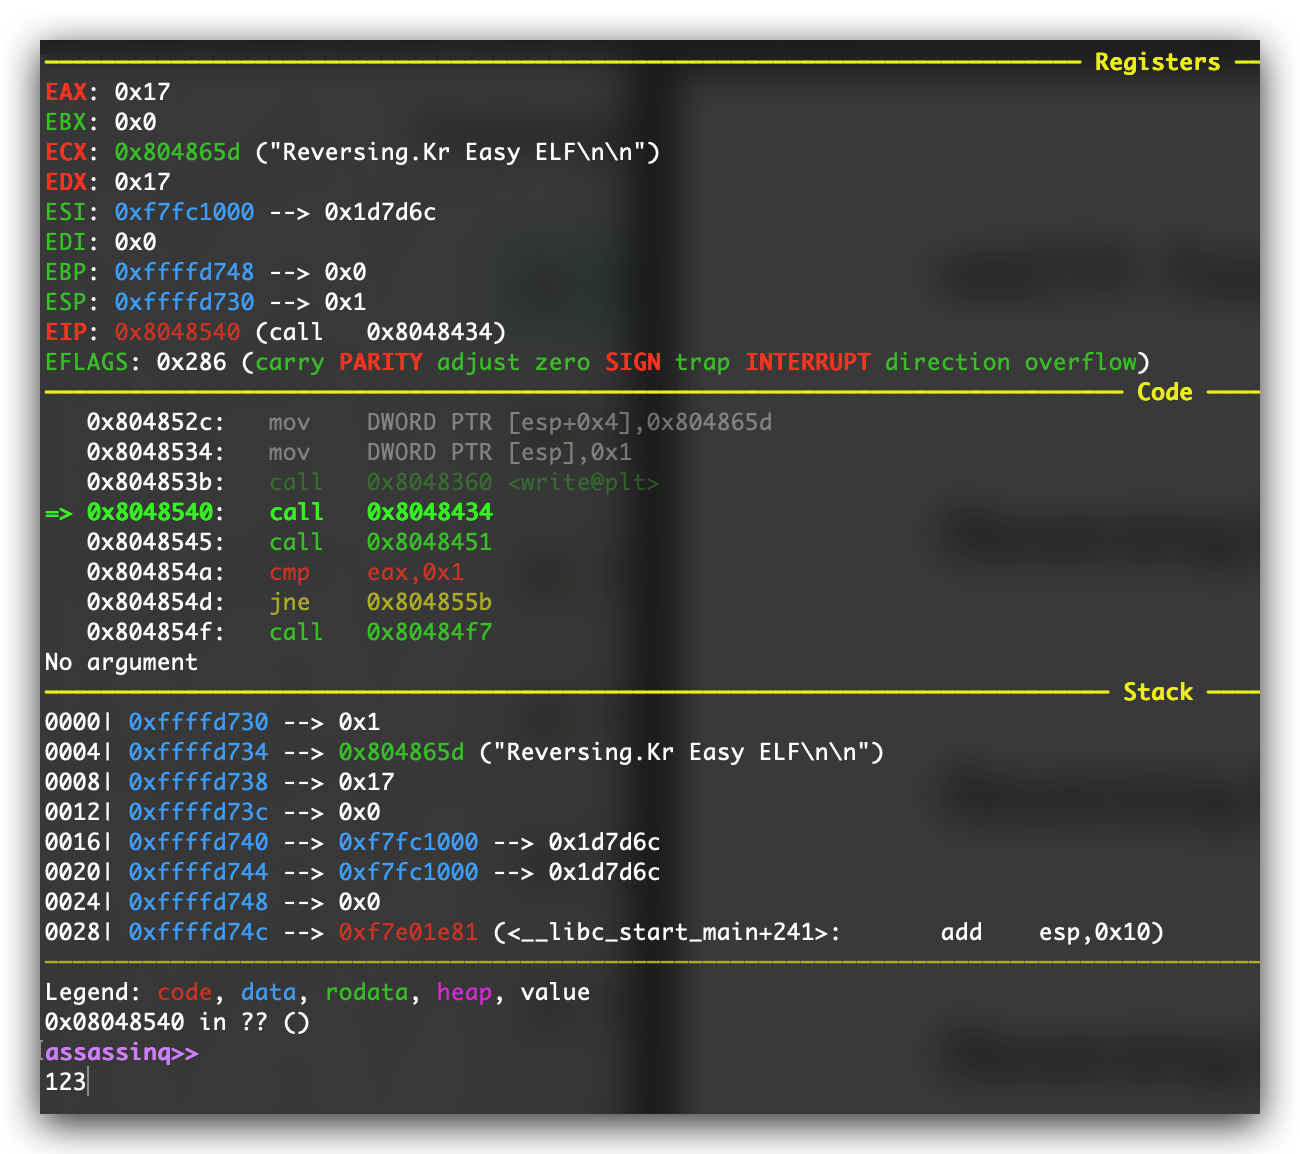 Registers
EAX: 0x17
EBX: 0x0
ECX: 0x804865d ("Reversing.Kr Easy ELF\n\n")
EDX: 0x17
ESI: 0xf7fc1000 --> 0x1d7d6c
EDI: 0x0
EBP: 0xffffd748 --> 0x0
ESP: 0xffffd730 --> 0x1
EIP: 0x8048540 (call   0x8048434)
EFLAGS: 0x286 (carry PARITY adjust zero SIGN trap INTERRUPT direction overflow)
Code
0x804852c:   mov    DWORD PTR [esp+0x4],0x804865d
0x8048534:   mov    DWORD PTR [esp],0x1
0x804853b:   call   0x8048360 <write@plt>
=> 0x8048540:   call   0x8048434
0x8048545:   call   0x8048451
0x804854a:   cmp    eax,0x1
0x804854d:   jne    0x804855b
0x804854f:   call   0x80484f7
No argument
Stack
0000| 0xffffd730 --> 0x1
0004| 0xffffd734 --> 0x804865d ("Reversing.Kr Easy ELF\n\n")
0008| 0xffffd738 --> 0x17
0012| 0xffffd73c --> 0x0
0016| 0xffffd740 --> 0xf7fc1000 --> 0x1d7d6c
0020| 0xffffd744 --> 0xf7fc1000 --> 0x1d7d6c
0024| 0xffffd748 --> 0x0
0028| 0xffffd74c --> 0xf7e01e81 (<__libc_start_main+241>:       add    esp,0x10)
Legend: code, data, rodata, heap, value
0x08048540 in ?? ()
assassinq>>
123